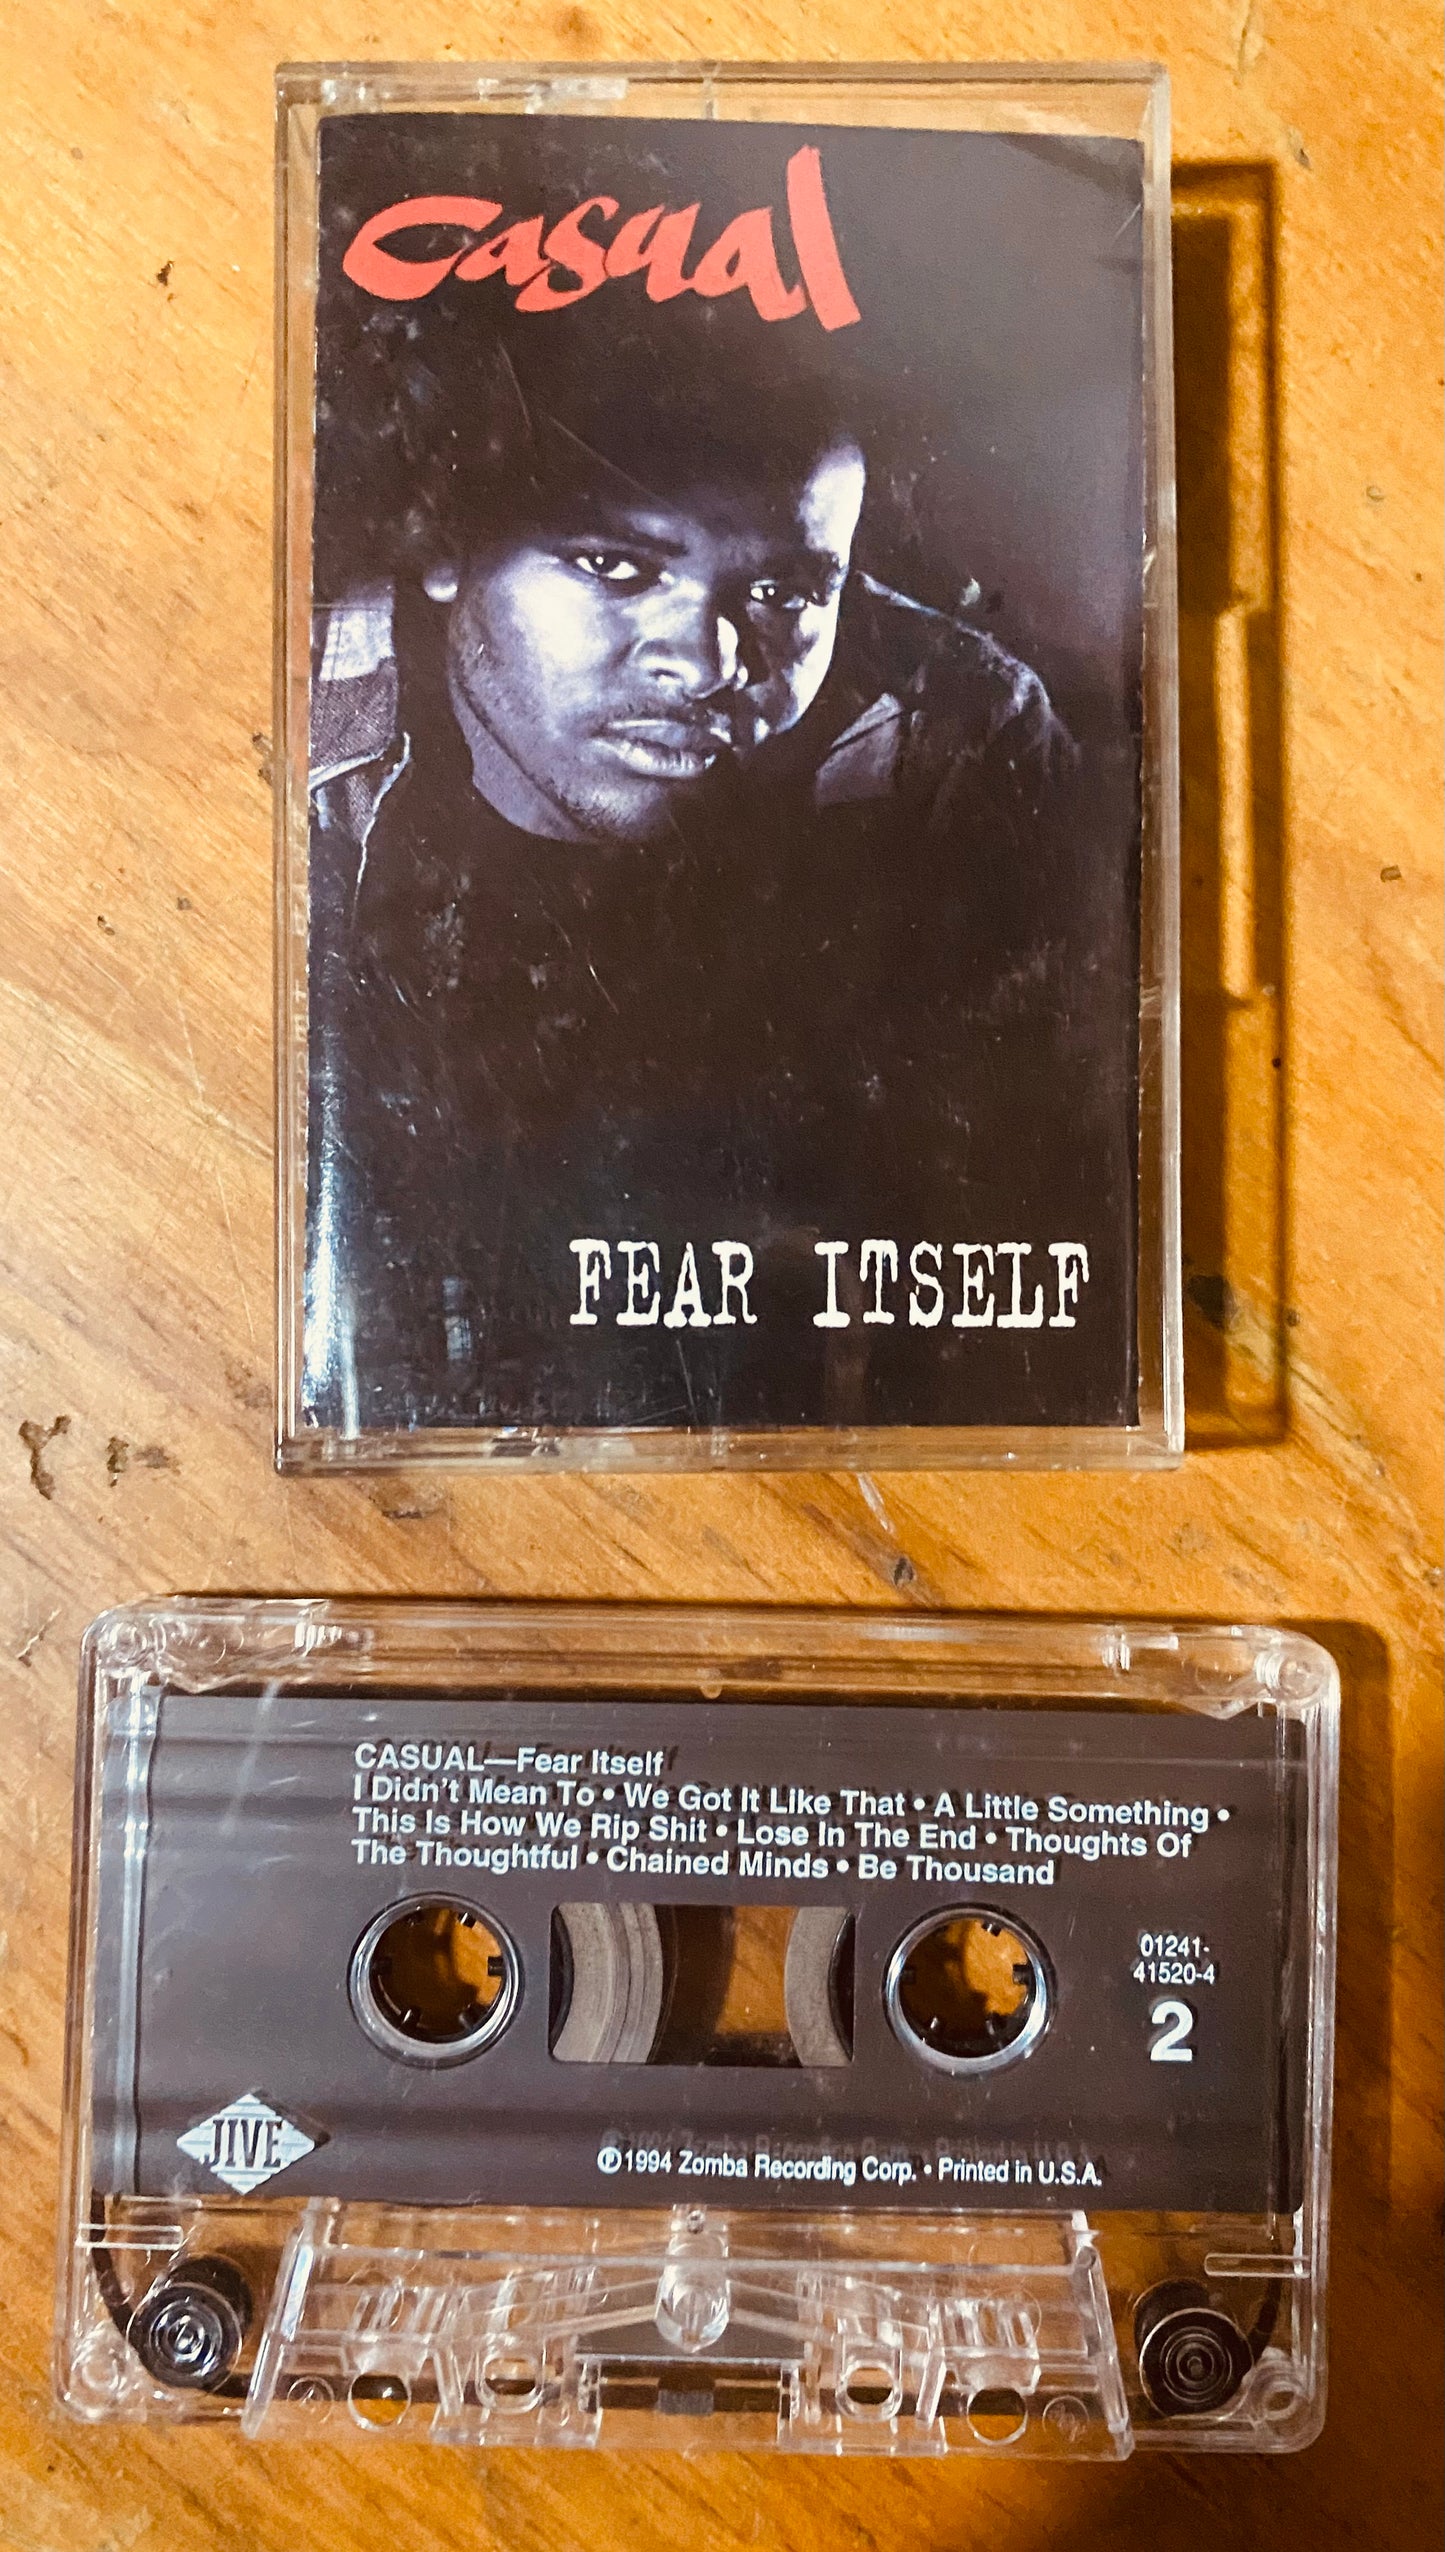 Casual
FEAR ITSELF
CASUAL—Fear Itself
I Didn't Mean To • We Got It Like That • A Little Something •
This Is How We Rip Shit • Lose In The End • Thoughts Of
The Thoughtful • Chained Minds • Be Thousand
01241-
41520-4
2
JIVE
℗1994 Zomba Recording Corp. • Printed in U.S.A.